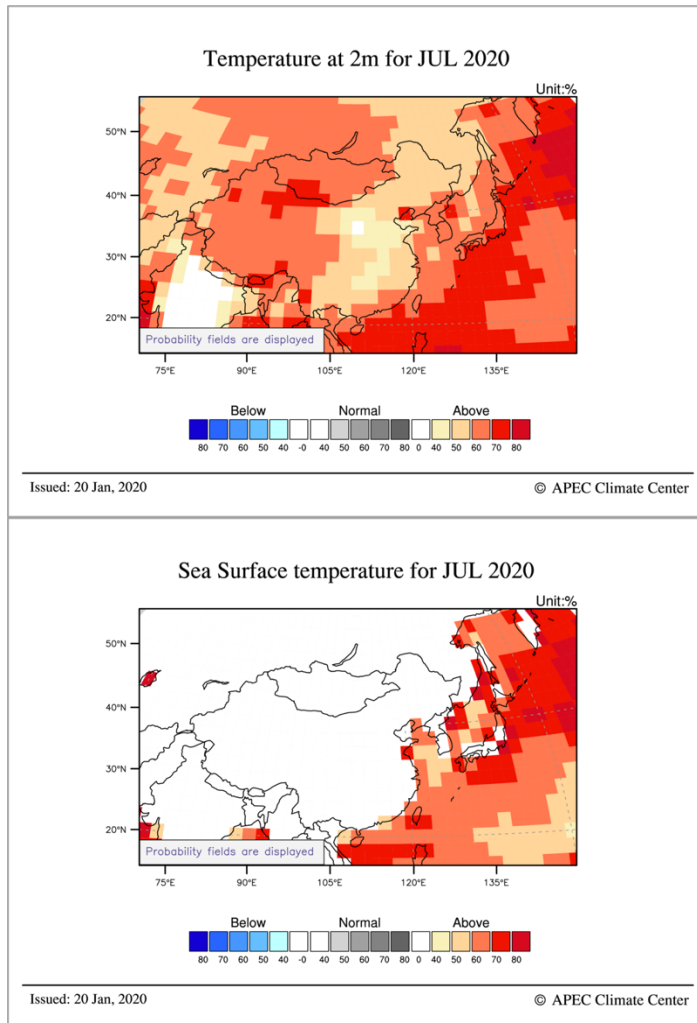 Temperature at 2m for JUL 2020
Unit:%
50°N
40°N
30°N
20°N
Probability fields are displayed
75°E 90°E 105°E 120°E 135°E
Below Normal Above
80 70 60 50 40 -0 40 50 60 70 80 0 40 50 60 70 80
Issued: 20 Jan, 2020 © APEC Climate Center
Sea Surface temperature for JUL 2020
Unit:%
50°N
40°N
30°N
20°N
Probability fields are displayed
75°E 90°E 105°E 120°E 135°E
Below Normal Above
80 70 60 50 40 -0 40 50 60 70 80 0 40 50 60 70 80
Issued: 20 Jan, 2020 © APEC Climate Center